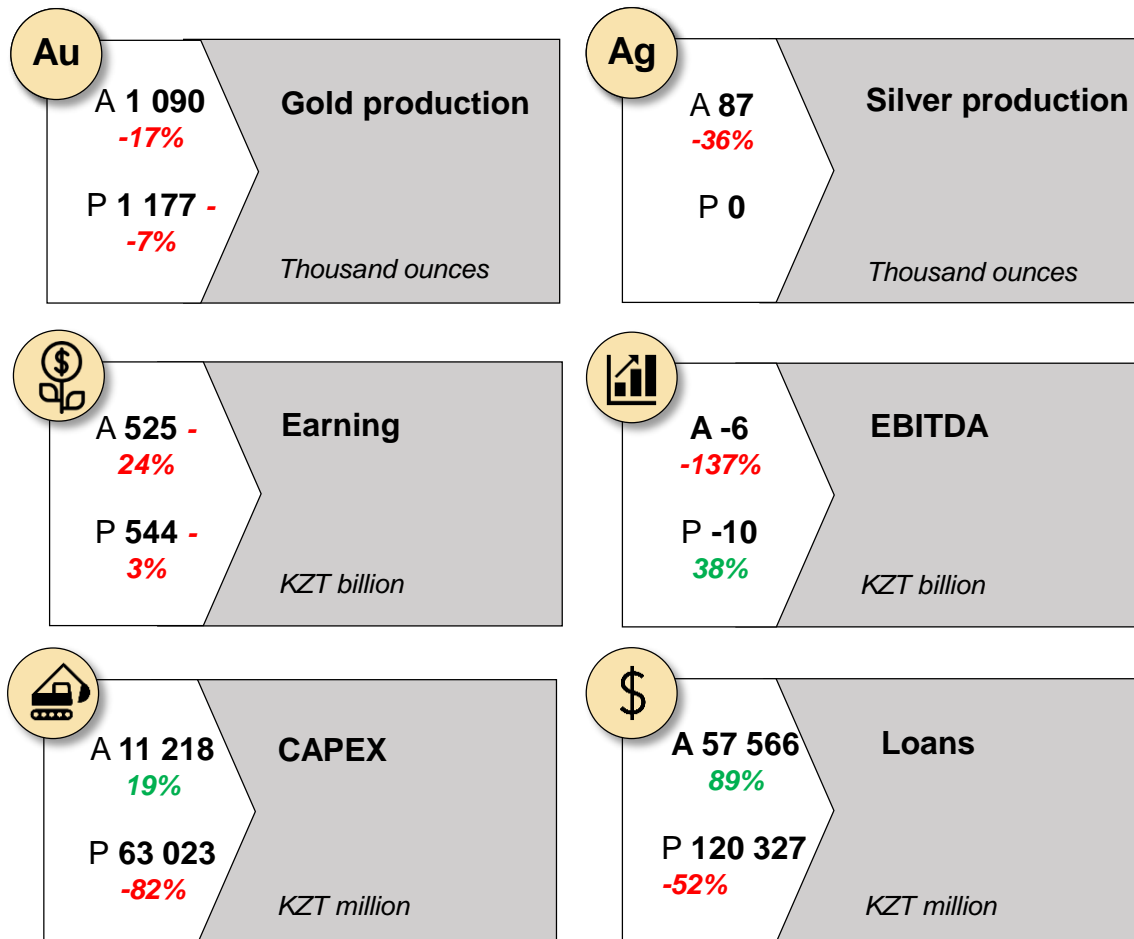 Au
A 1 090
-17%
P 1 177 -
-7%
Gold production
Thousand ounces
Ag
A 87
-36%
P 0
Silver production
Thousand ounces
$
A 525 -
24%
P 544 -
3%
Earning
KZT billion
A -6
-137%
P -10
38%
EBITDA
KZT billion
A 11 218
19%
P 63 023
-82%
CAPEX
KZT million
$
A 57 566
89%
P 120 327
-52%
Loans
KZT million